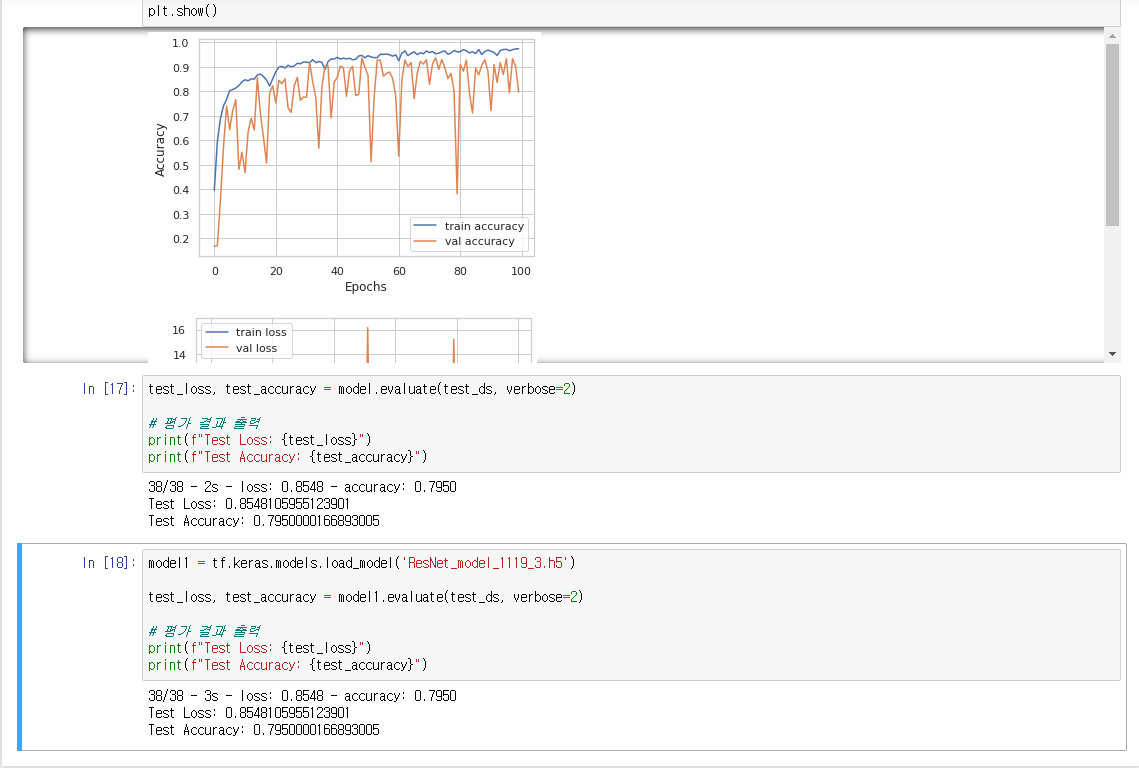 plt.show()
1.0
0.9
0.8
0.7
0.6
0.5
0.4
0.3
0.2
Accuracy
train accuracy
val accuracy
0 20 40 60 80 100
Epochs
16
14
train loss
val loss
In [17]: test_loss, test_accuracy = model.evaluate(test_ds, verbose=2)
# 평가 결과 출력
print(f"Test Loss: {test_loss}")
print(f"Test Accuracy: {test_accuracy}")
38/38 - 2s - loss: 0.8548 - accuracy: 0.7950
Test Loss: 0.8548105955123901
Test Accuracy: 0.7950000166893005
In [18]: model1 = tf.keras.models.load_model('ResNet_model_1119_3.h5')
test_loss, test_accuracy = model1.evaluate(test_ds, verbose=2)
# 평가 결과 출력
print(f"Test Loss: {test_loss}")
print(f"Test Accuracy: {test_accuracy}")
38/38 - 3s - loss: 0.8548 - accuracy: 0.7950
Test Loss: 0.8548105955123901
Test Accuracy: 0.7950000166893005